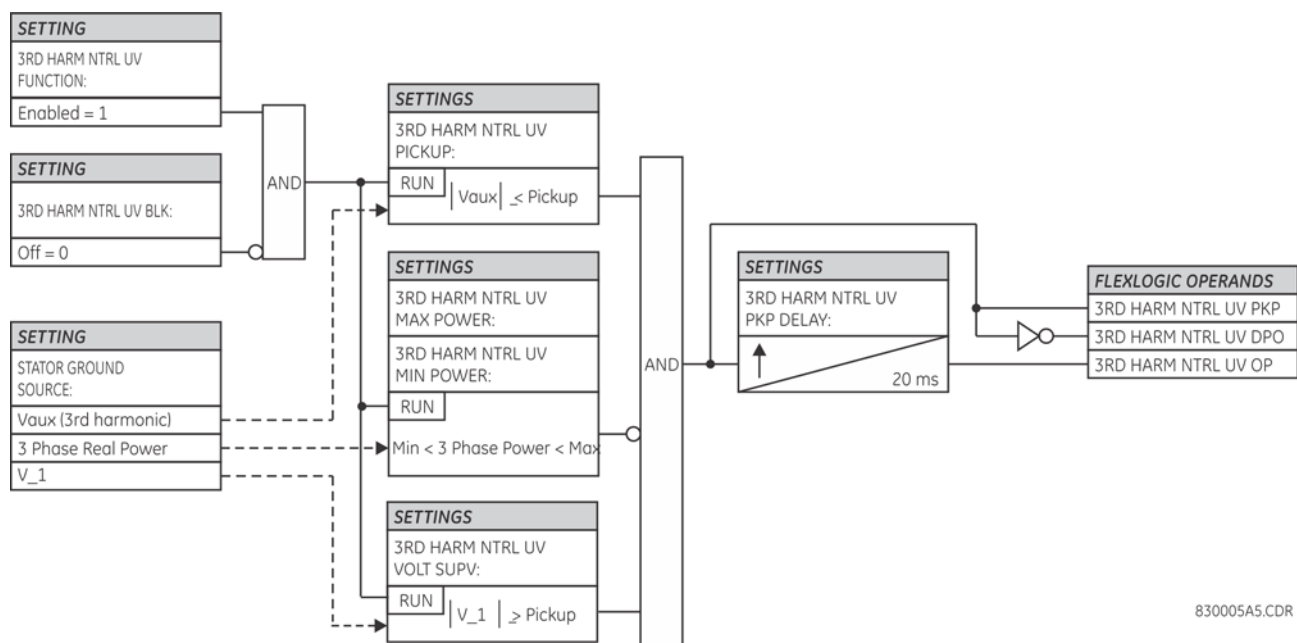 SETTING
3RD HARM NTRL UV
FUNCTION:
Enabled = 1
SETTING
3RD HARM NTRL UV BLK:
Off = 0
AND
SETTING
STATOR GROUND
SOURCE:
Vaux (3rd harmonic)
3 Phase Real Power
V_1
SETTINGS
3RD HARM NTRL UV
PICKUP:
RUN
|Vaux| ≤ Pickup
SETTINGS
3RD HARM NTRL UV
MAX POWER:
3RD HARM NTRL UV
MIN POWER:
RUN
Min < 3 Phase Power < Max
SETTINGS
3RD HARM NTRL UV
VOLT SUPV:
RUN
|V_1| ≥ Pickup
AND
SETTINGS
3RD HARM NTRL UV
PKP DELAY:
20 ms
FLEXLOGIC OPERANDS
3RD HARM NTRL UV PKP
3RD HARM NTRL UV DPO
3RD HARM NTRL UV OP
830005A5.CDR